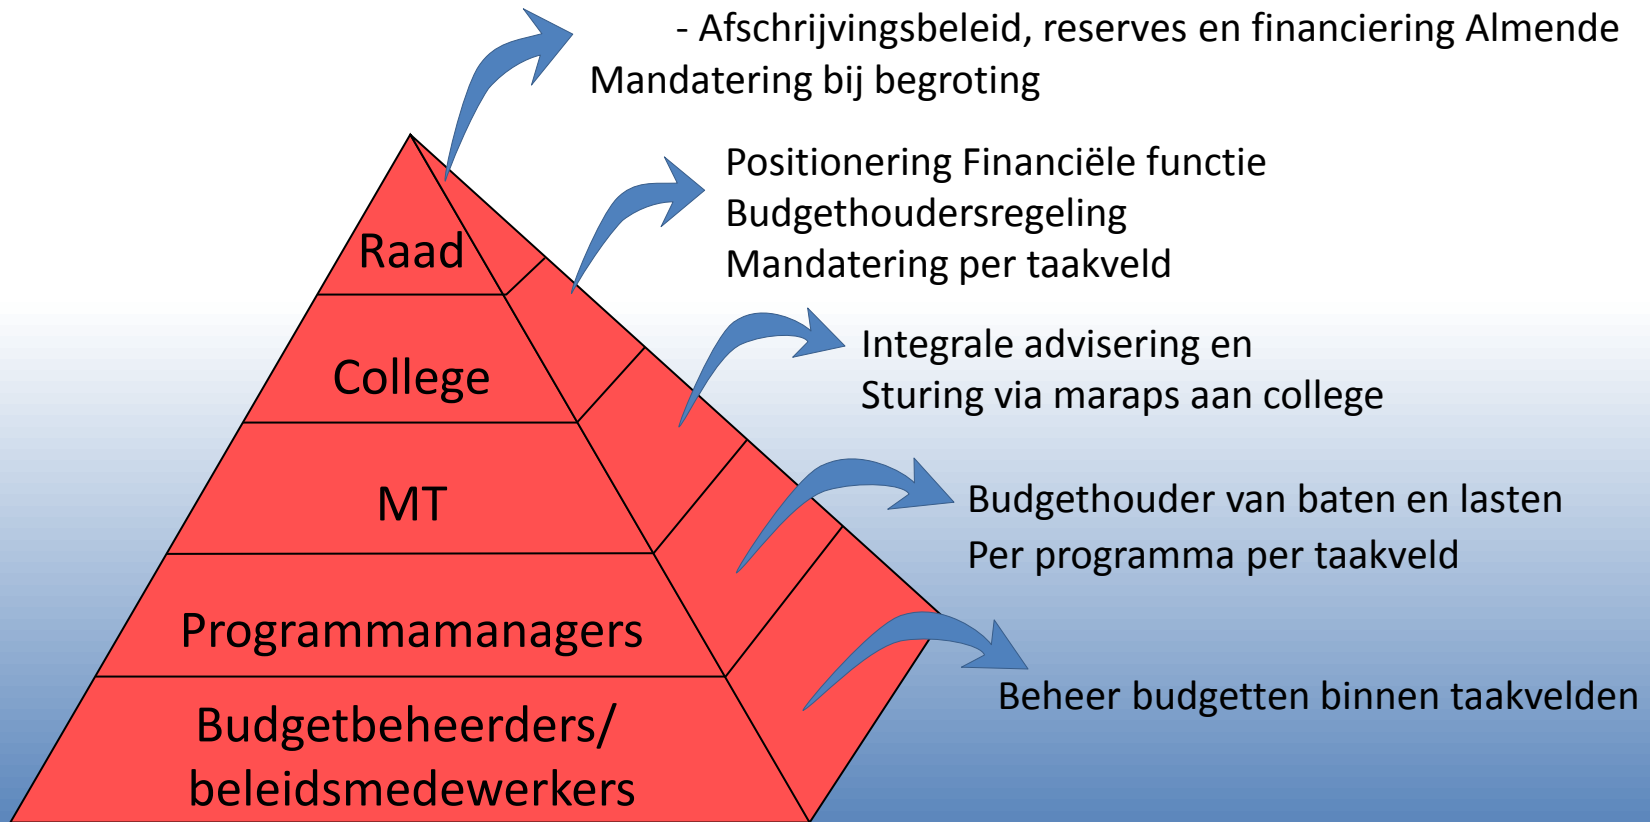 - Afschrijvingsbeleid, reserves en financiering Almende
Mandatering bij begroting
Positionering Financiële functie
Budgethoudersregeling
Mandatering per taakveld
Raad
Integrale advisering en
Sturing via maraps aan college
College
Budgethouder van baten en lasten
Per programma per taakveld
MT
Programmamanagers
Beheer budgetten binnen taakvelden
Budgetbeheerders/
beleidsmedewerkers